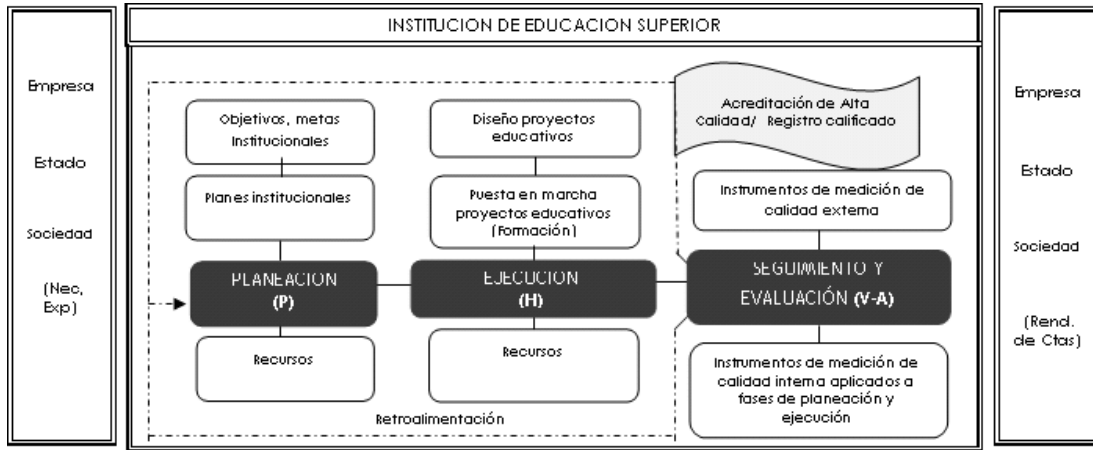 INSTITUCION DE EDUCACION SUPERIOR
Empresa
Estado
Sociedad
(Nec,
Exp)
Objetivos, metas
Institucionales
Planes institucionales
PLANEACION
(P)
Recursos
Diseño proyectos
educativos
Puesta en marcha
proyectos educativos
(Formación)
EJECUCION
(H)
Recursos
Acreditación de Alta
Calidad/ Registro calificado
Instrumentos de medición de
calidad externa
SEGUIMIENTO Y
EVALUACIÓN (V-A)
Instrumentos de medición de
calidad interna aplicados a
fases de planeación y
ejecución
Retroalimentación
Empresa
Estado
Sociedad
(Rend.
de Ctas)